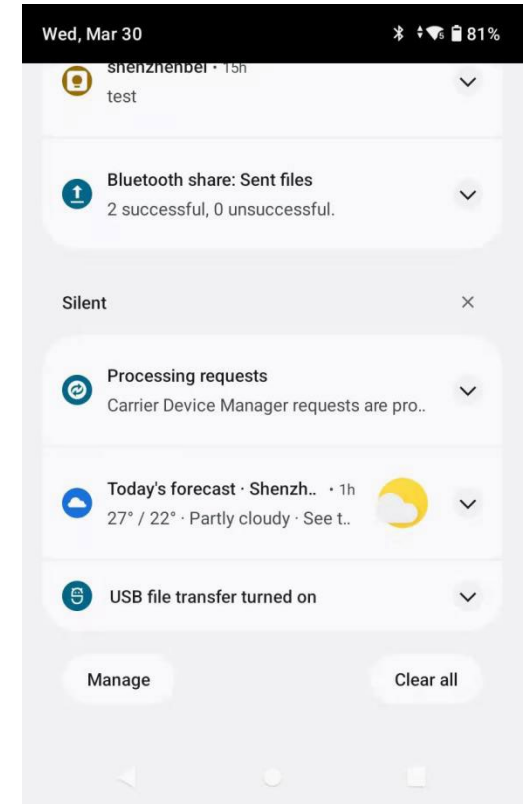 Wed, Mar 30 81%
shenzhenbei · 15h
test
Bluetooth share: Sent files
2 successful, 0 unsuccessful.
Silent
Processing requests
Carrier Device Manager requests are pro..
Today's forecast · Shenzh.. · 1h
27° / 22° · Partly cloudy · See t..
USB file transfer turned on
Manage Clear all